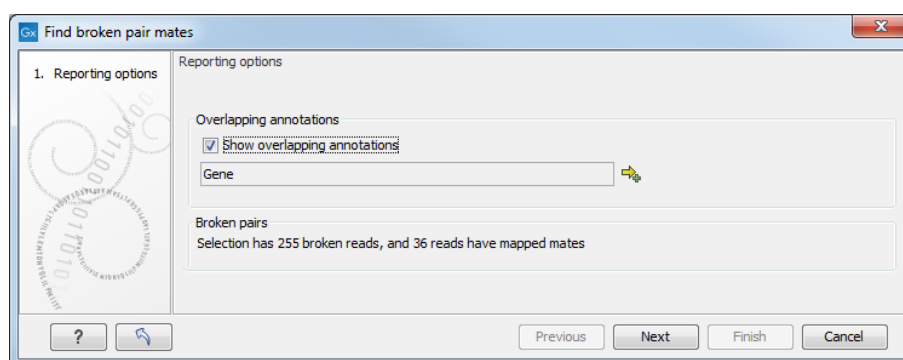 Gx Find broken pair mates
1. Reporting options
Reporting options
Overlapping annotations
Show overlapping annotations
Gene
Broken pairs
Selection has 255 broken reads, and 36 reads have mapped mates
? Previous Next Finish Cancel